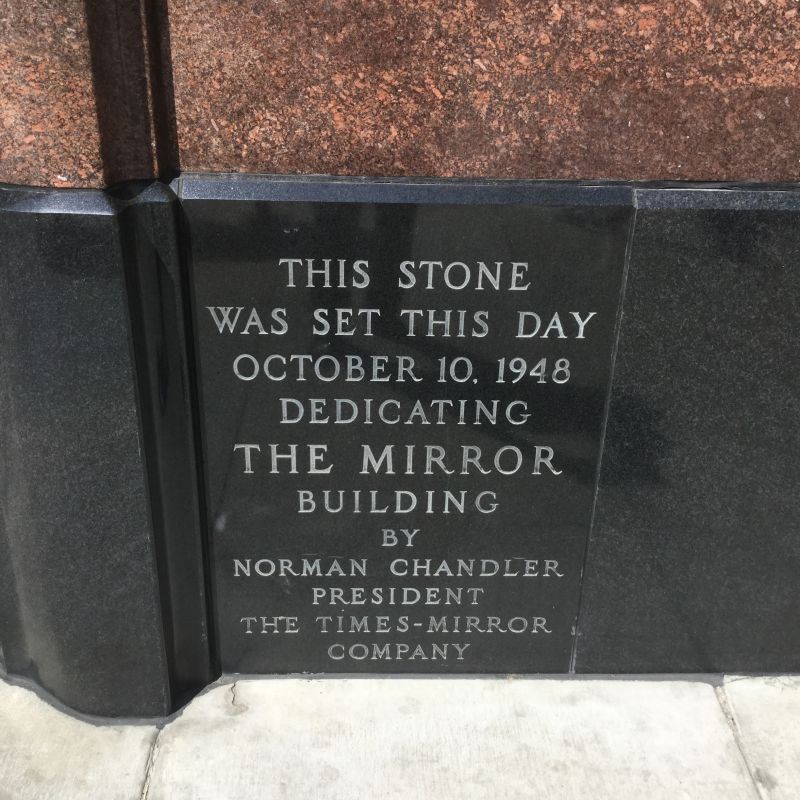 THIS STONE
WAS SET THIS DAY
OCTOBER 10, 1948
DEDICATING
THE MIRROR
BUILDING
BY
NORMAN CHANDLER
PRESIDENT
THE TIMES-MIRROR
COMPANY